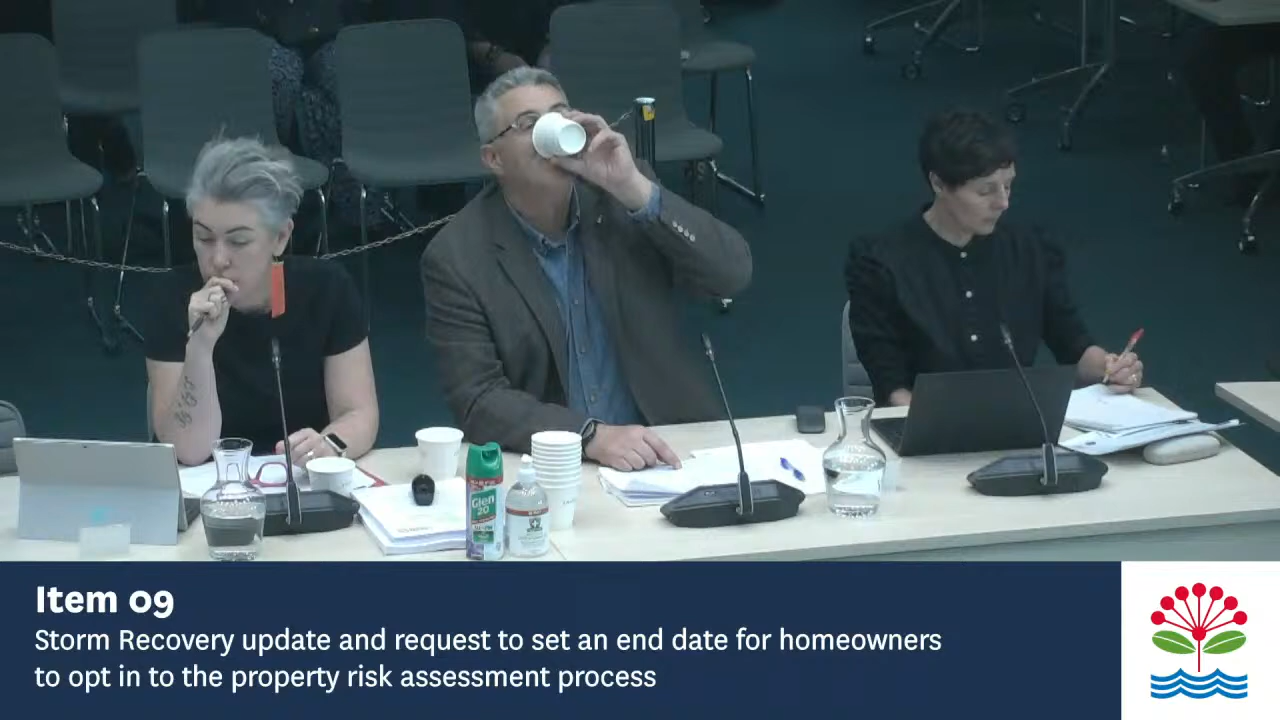 Glen
20
Item 09
Storm Recovery update and request to set an end date for homeowners
to opt in to the property risk assessment process